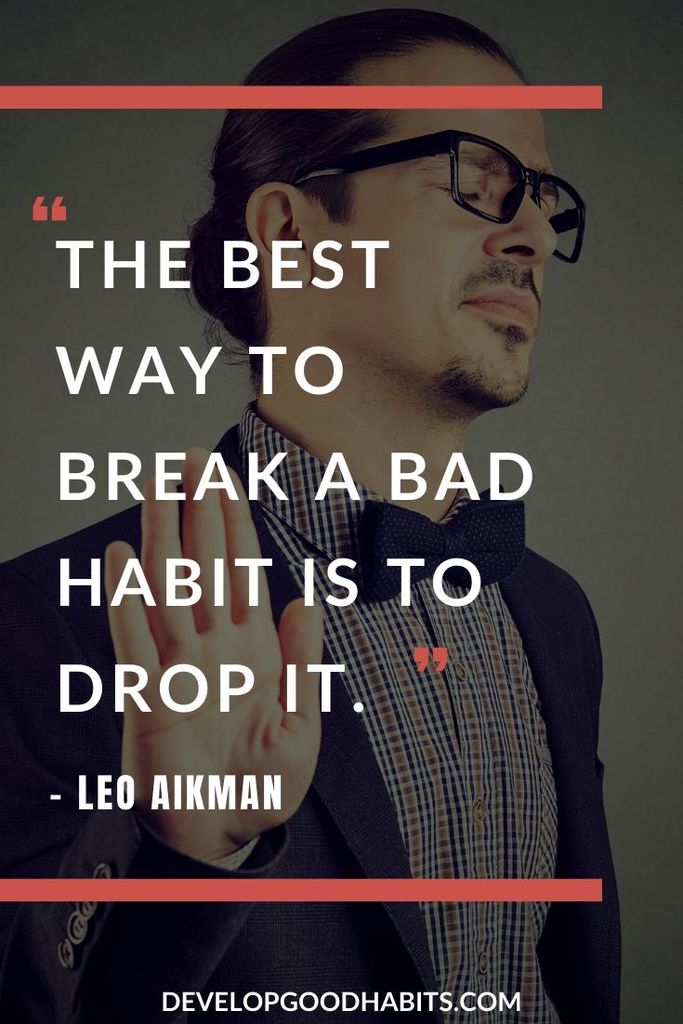 “
THE BEST
WAY TO
BREAK A BAD
HABIT IS TO
DROP IT. ”
- LEO AIKMAN
DEVELOPGOODHABITS.COM